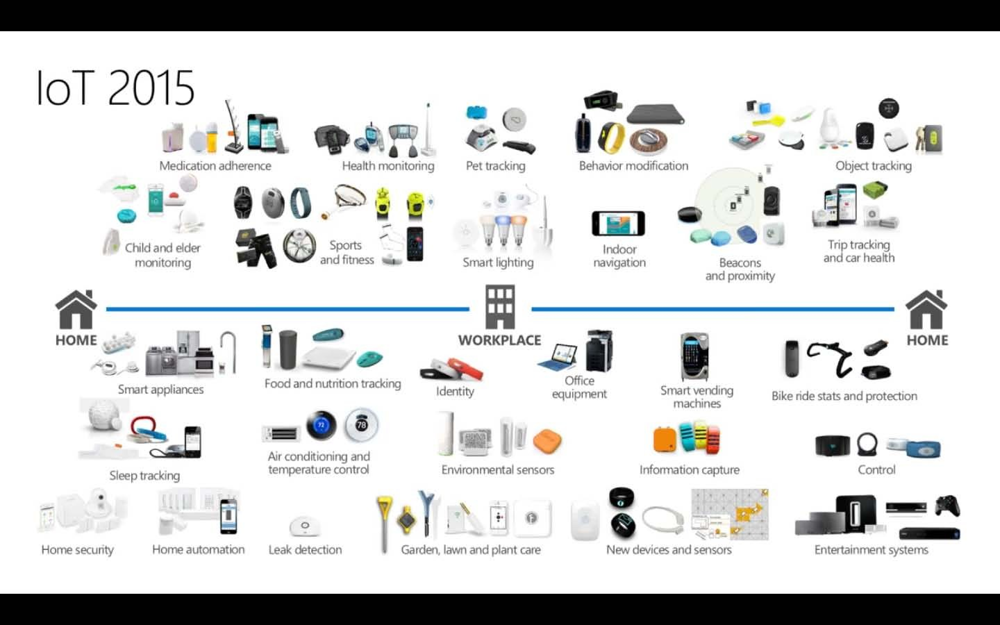 IoT 2015
Medication adherence
Health monitoring
Pet tracking
Behavior modification
Object tracking
Child and elder
monitoring
Sports
and fitness
Smart lighting
Indoor
navigation
Beacons
and proximity
Trip tracking
and car health
HOME
WORKPLACE
HOME
Smart appliances
Food and nutrition tracking
Identity
Office
equipment
Smart vending
machines
Bike ride stats and protection
Sleep tracking
Air conditioning and
temperature control
72
78
Environmental sensors
Information capture
Control
Home security
Home automation
Leak detection
Garden, lawn and plant care
New devices and sensors
Entertainment systems